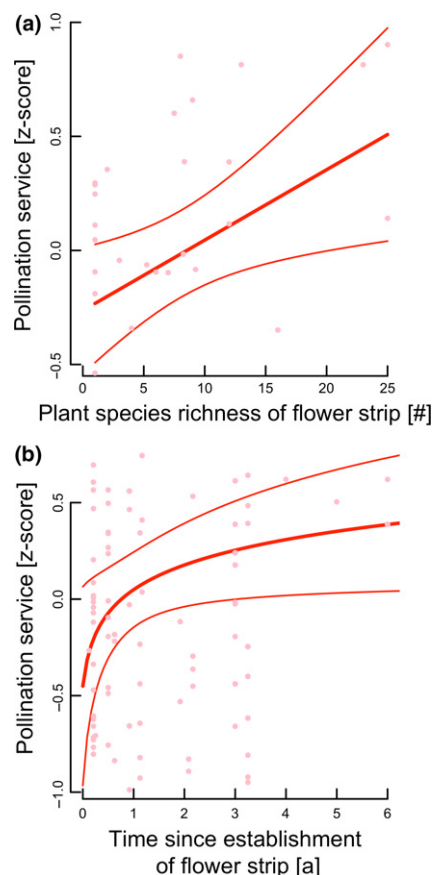 (a)
Pollination service [z-score]
1.0
0.5
0.0
−0.5
0 5 10 15 20 25
Plant species richness of flower strip [#]
(b)
Pollination service [z-score]
0.5
0.0
−0.5
−1.0
0 1 2 3 4 5 6
Time since establishment
of flower strip [a]